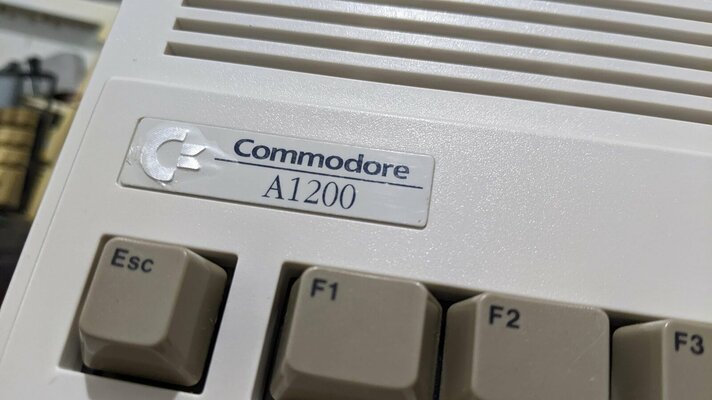 Commodore
A1200
Esc
F1
F2
F3